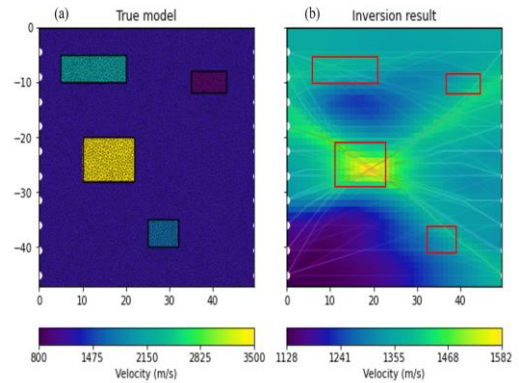 (a) True model
(b) Inversion result
0
−10
−20
−30
−40
0 10 20 30 40
0 10 20 30 40
800 1475 2150 2825 3500
Velocity (m/s)
1128 1241 1355 1468 1582
Velocity (m/s)